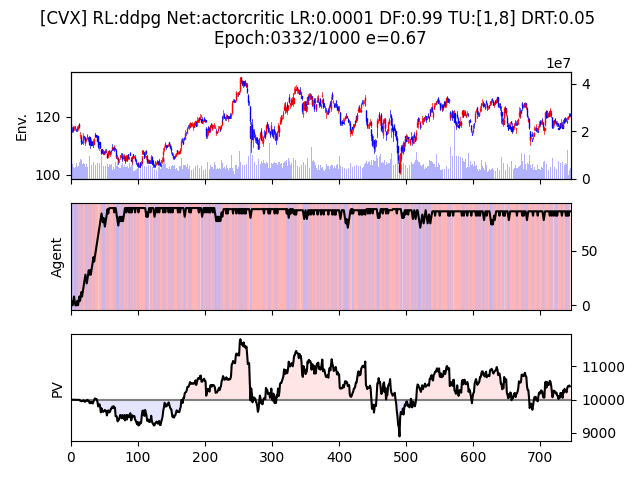 [CVX] RL:ddpg Net:actorcritic LR:0.0001 DF:0.99 TU:[1,8] DRT:0.05
Epoch:0332/1000 e=0.67
1e7
Env.
120
100
4
2
0
Agent
50
0
PV
11000
10000
9000
0 100 200 300 400 500 600 700